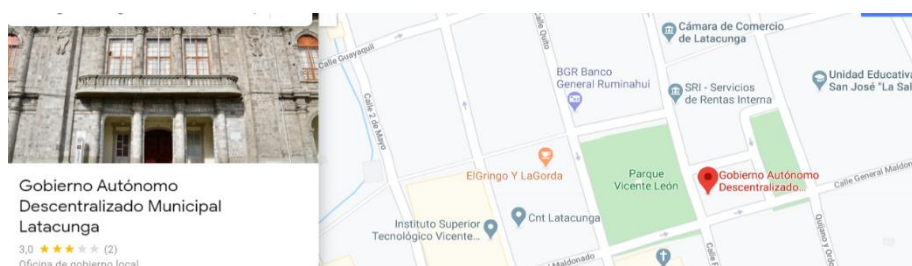 Gobierno Autónomo
Descentralizado Municipal
Latacunga
3,0
(2)
Oficina de gobierno local
Calle Guayaquil
Calle 2 de Mayo
Calle Quito
Cámara de Comercio
de Latacunga
BGR Banco
General Ruminahui
SRI - Servicios
de Rentas Interna
Unidad Educativa
San José "La Sal
ElGringo Y LaGorda
Parque
Vicente León
Gobierno Autónomo
Descentralizado...
Calle General Maldon
Instituto Superior
Tecnológico Vicente...
Cnt Latacunga
Maldonado
Quijano y Ordó